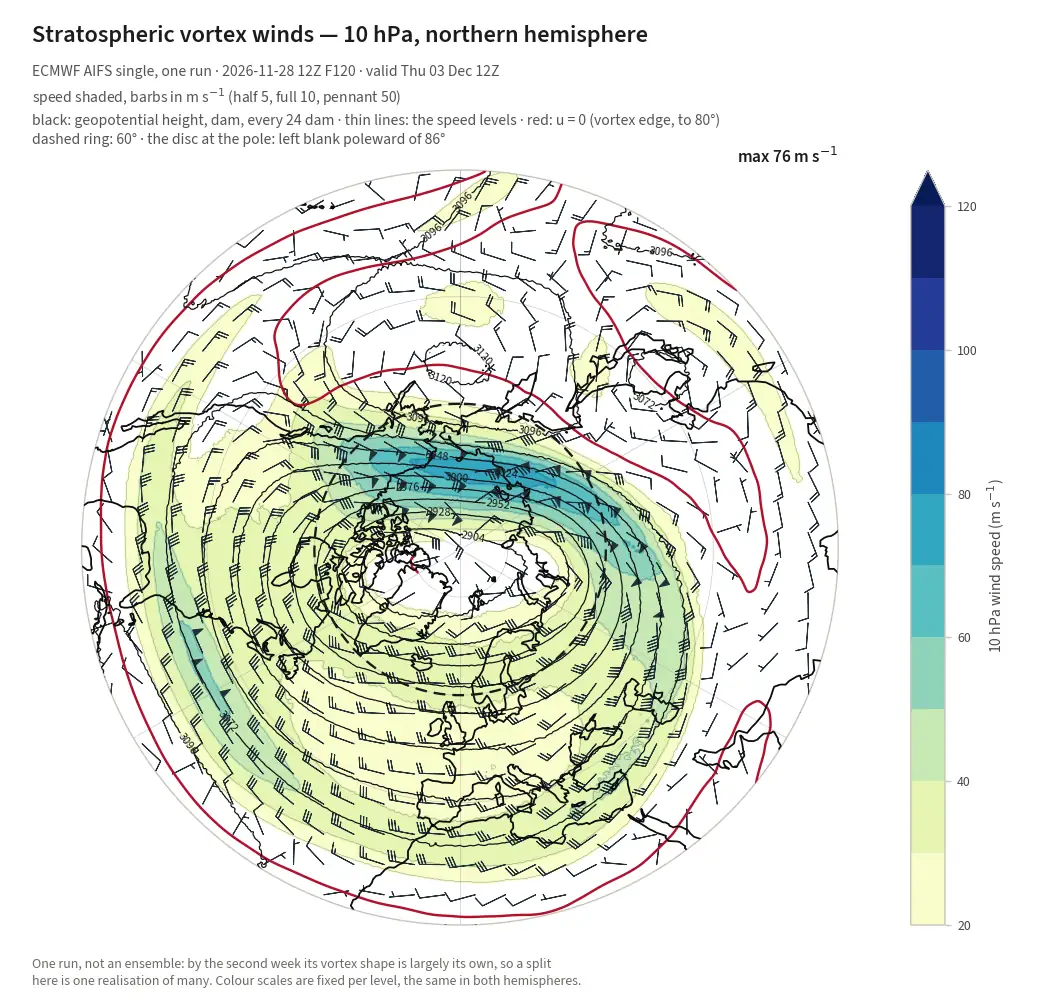 Stratospheric vortex winds — 10 hPa, northern hemisphere
ECMWF AIFS single, one run · 2026-11-28 12Z F120 · valid Thu 03 Dec 12Z
speed shaded, barbs in m s⁻¹ (half 5, full 10, pennant 50)
black: geopotential height, dam, every 24 dam · thin lines: the speed levels · red: u = 0 (vortex edge, to 80°)
dashed ring: 60° · the disc at the pole: left blank poleward of 86°
max 76 m s⁻¹
120
100
80
60
40
20
10 hPa wind speed (m s⁻¹)
3096
3096
3096
3120
3120
3072
3096
2952
2928
2904
One run, not an ensemble: by the second week its vortex shape is largely its own, so a split
here is one realisation of many. Colour scales are fixed per level, the same in both hemispheres.